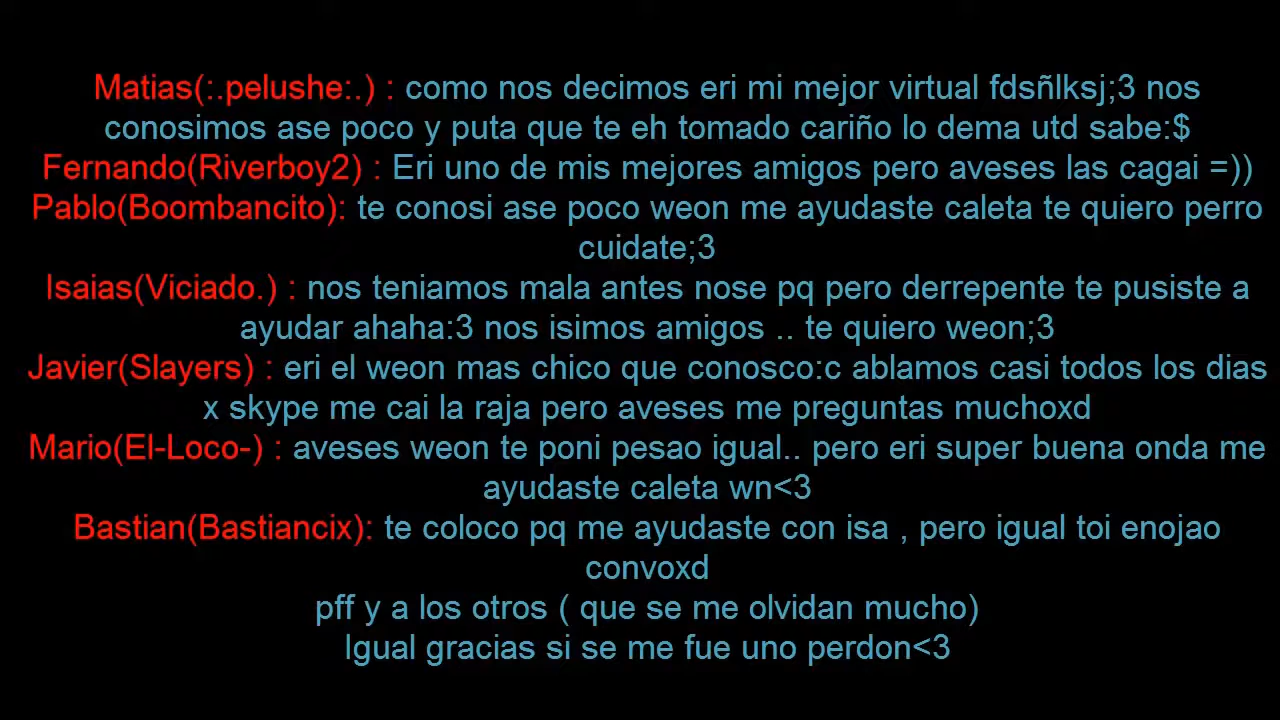 Matias(:.pelushe:.) : como nos decimos eri mi mejor virtual fdsñlksj;3 nos
conosimos ase poco y puta que te eh tomado cariño lo dema utd sabe:$
Fernando(Riverboy2) : Eri uno de mis mejores amigos pero aveses las cagai =))
Pablo(Boombancito): te conosi ase poco weon me ayudaste caleta te quiero perro
cuidate;3
Isaias(Viciado.) : nos teniamos mala antes nose pq pero derrepente te pusiste a
ayudar ahaha:3 nos isimos amigos .. te quiero weon;3
Javier(Slayers) : eri el weon mas chico que conosco:c ablamos casi todos los dias
x skype me cai la raja pero aveses me preguntas muchoxd
Mario(El-Loco-) : aveses weon te poni pesao igual.. pero eri super buena onda me
ayudaste caleta wn<3
Bastian(Bastiancix): te coloco pq me ayudaste con isa , pero igual toi enojao
convoxd
pff y a los otros ( que se me olvidan mucho)
Igual gracias si se me fue uno perdon<3